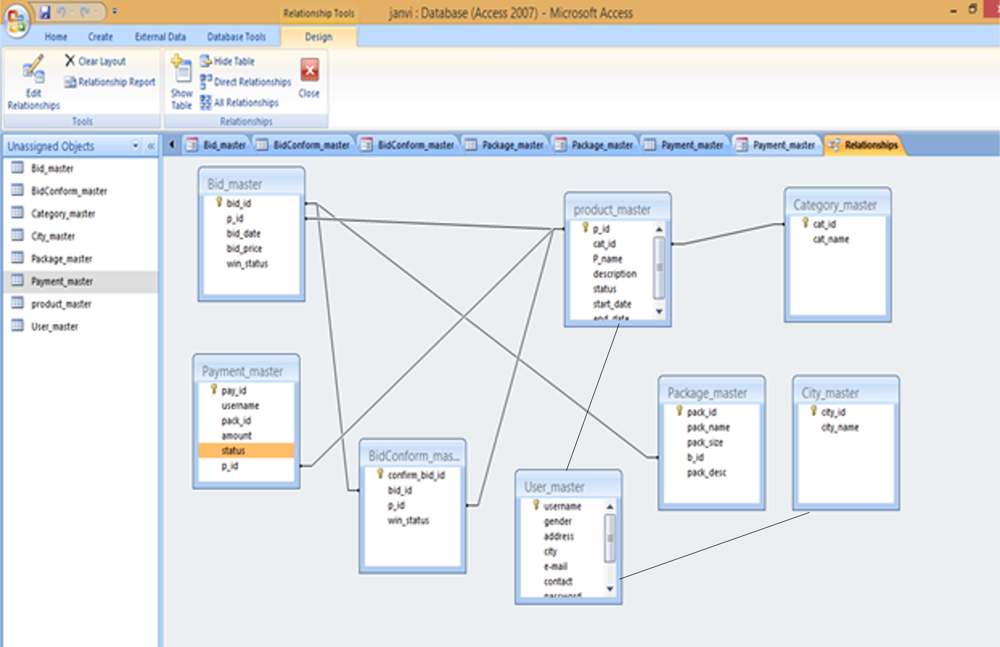 Relationship Tools
janvi : Database (Access 2007) - Microsoft Access
Home
Create
External Data
Database Tools
Design
Edit
Relationships
Clear Layout
Relationship Report
Tools
Show
Table
Hide Table
Direct Relationships
All Relationships
Close
Relationships
Unassigned Objects
Bid_master
BidConform_master
Category_master
City_master
Package_master
Payment_master
product_master
User_master
Bid_master
BidConform_master
BidConform_master
Package_master
Package_master
Payment_master
Payment_master
Relationships
Bid_master
bid_id
p_id
bid_date
bid_price
win_status
product_master
p_id
cat_id
P_name
description
status
start_date
end_date
Category_master
cat_id
cat_name
Payment_master
pay_id
username
pack_id
amount
status
p_id
BidConform_mas...
confirm_bid_id
bid_id
p_id
win_status
User_master
username
gender
address
city
e-mail
contact
password
Package_master
pack_id
pack_name
pack_size
b_id
pack_desc
City_master
city_id
city_name